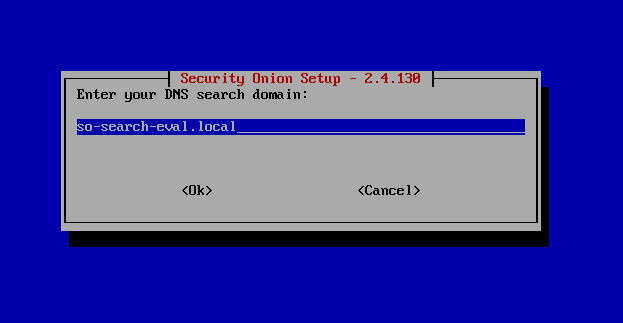 Security Onion Setup - 2.4.130
Enter your DNS search domain:
so-search-eval.local
<Ok> <Cancel>